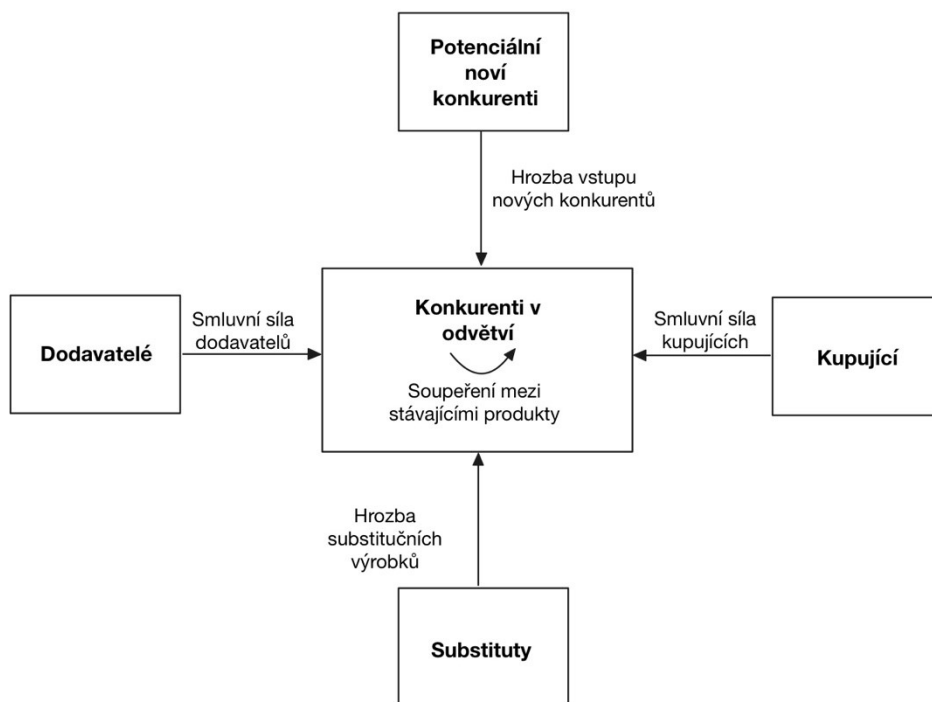 Potenciální
noví
konkurenti
Hrozba vstupu
nových konkurentů
Dodavatelé
Smluvní síla
dodavatelů
Konkurenti v
odvětví
Soupeření mezi
stávajícími produkty
Smluvní síla
kupujících
Kupující
Hrozba
substitučních
výrobků
Substituty